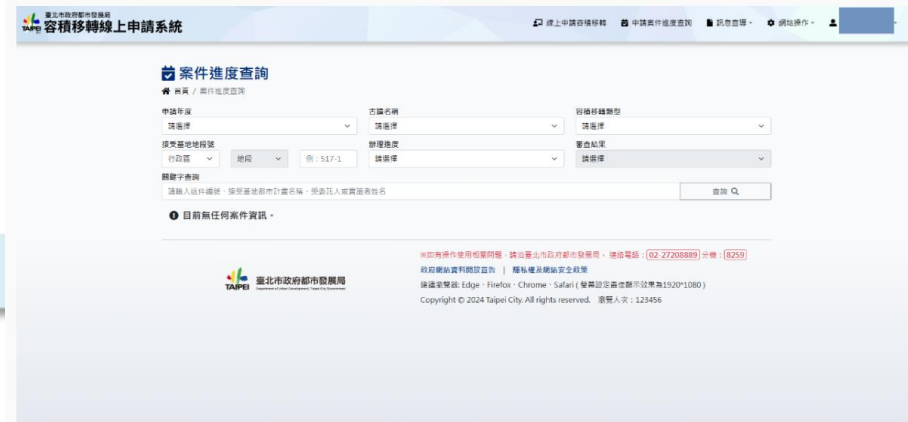 臺北市政府都市發展局
TAIPEI 容積移轉線上申請系統
線上申請容積移轉 申請案件進度查詢 訊息宣導 網站操作
案件進度查詢
首頁 / 案件進度查詢
申請年度 古蹟名稱 容積移轉類型
請選擇 請選擇 請選擇
接受基地地段號 辦理進度 審查結果
行政區 地段 例：517-1 請選擇 請選擇
關鍵字查詢
請輸入送件編號、接受基地都市計畫名稱、受委託人或實施者姓名 查詢
目前無任何案件資訊。
※如有操作使用相關問題，請洽臺北市政府都市發展局， 連絡電話：02-27208889 分機：8259
政府網站資料開放宣告 | 隱私權及網站安全政策
TAIPEI 臺北市政府都市發展局
Department of Urban Development, Taipei City Government
建議瀏覽器: Edge、Firefox、Chrome、Safari ( 螢幕設定最佳顯示效果為1920*1080 )
Copyright © 2024 Taipei City. All rights reserved. 瀏覽人次：123456